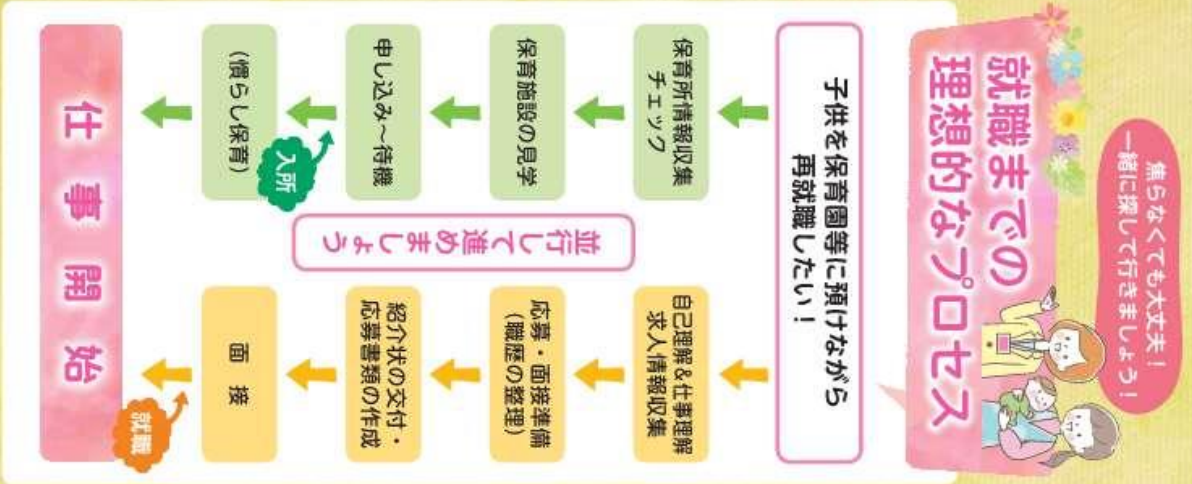 焦らなくても大丈夫！
一緒に探して行きましょう！
就職までの
理想的なプロセス
子供を保育園等に預けながら
再就職したい！
保育所情報収集
チェック
保育施設の見学
申し込み～待機
入所
(慣らし保育)
並行して進めましょう
自己理解&仕事理解
求人情報収集
応募・面接準備
(職歴の整理)
紹介状の交付・
応募書類の作成
面接
就職
仕事開始